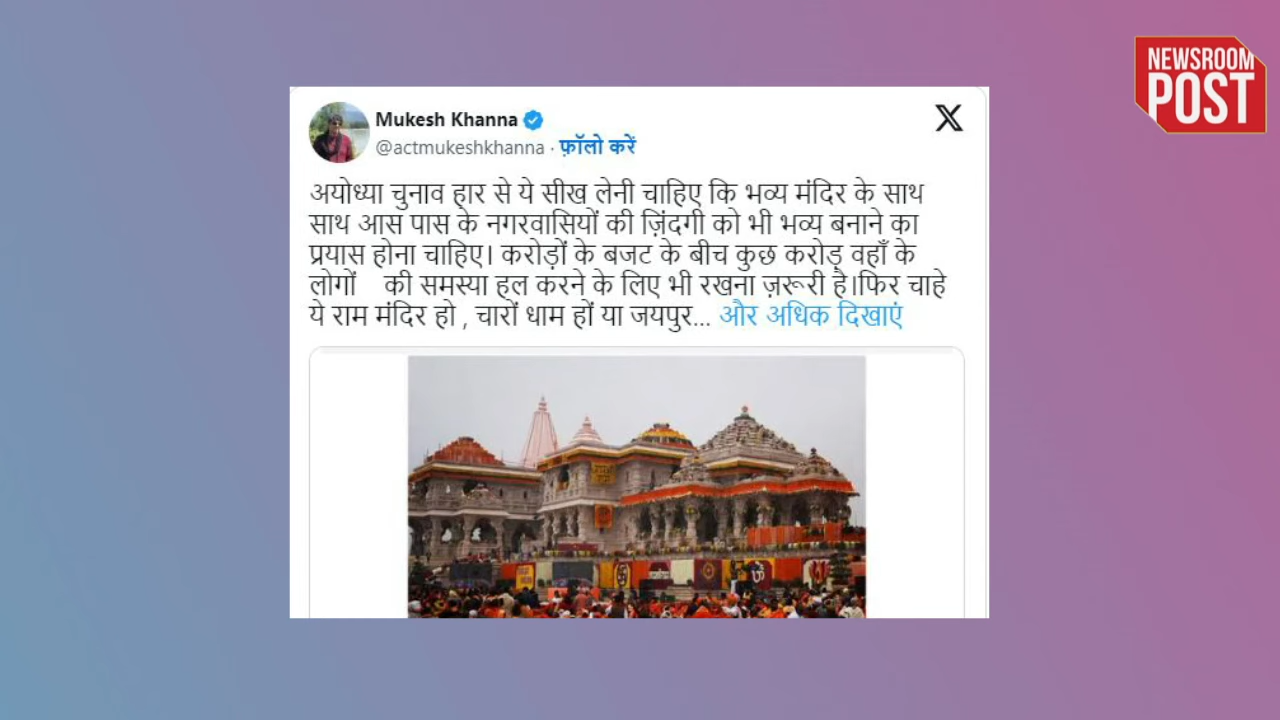 NEWSROOM
POST
Mukesh Khanna
@actmukeshkhanna · फ़ॉलो करें
अयोध्या चुनाव हार से ये सीख लेनी चाहिए कि भव्य मंदिर के साथ
साथ आस पास के नगरवासियों की ज़िंदगी को भी भव्य बनाने का
प्रयास होना चाहिए। करोड़ों के बजट के बीच कुछ करोड़ वहाँ के
लोगों की समस्या हल करने के लिए भी रखना ज़रूरी है।फिर चाहे
ये राम मंदिर हो , चारों धाम हों या जयपुर... और अधिक दिखाएं